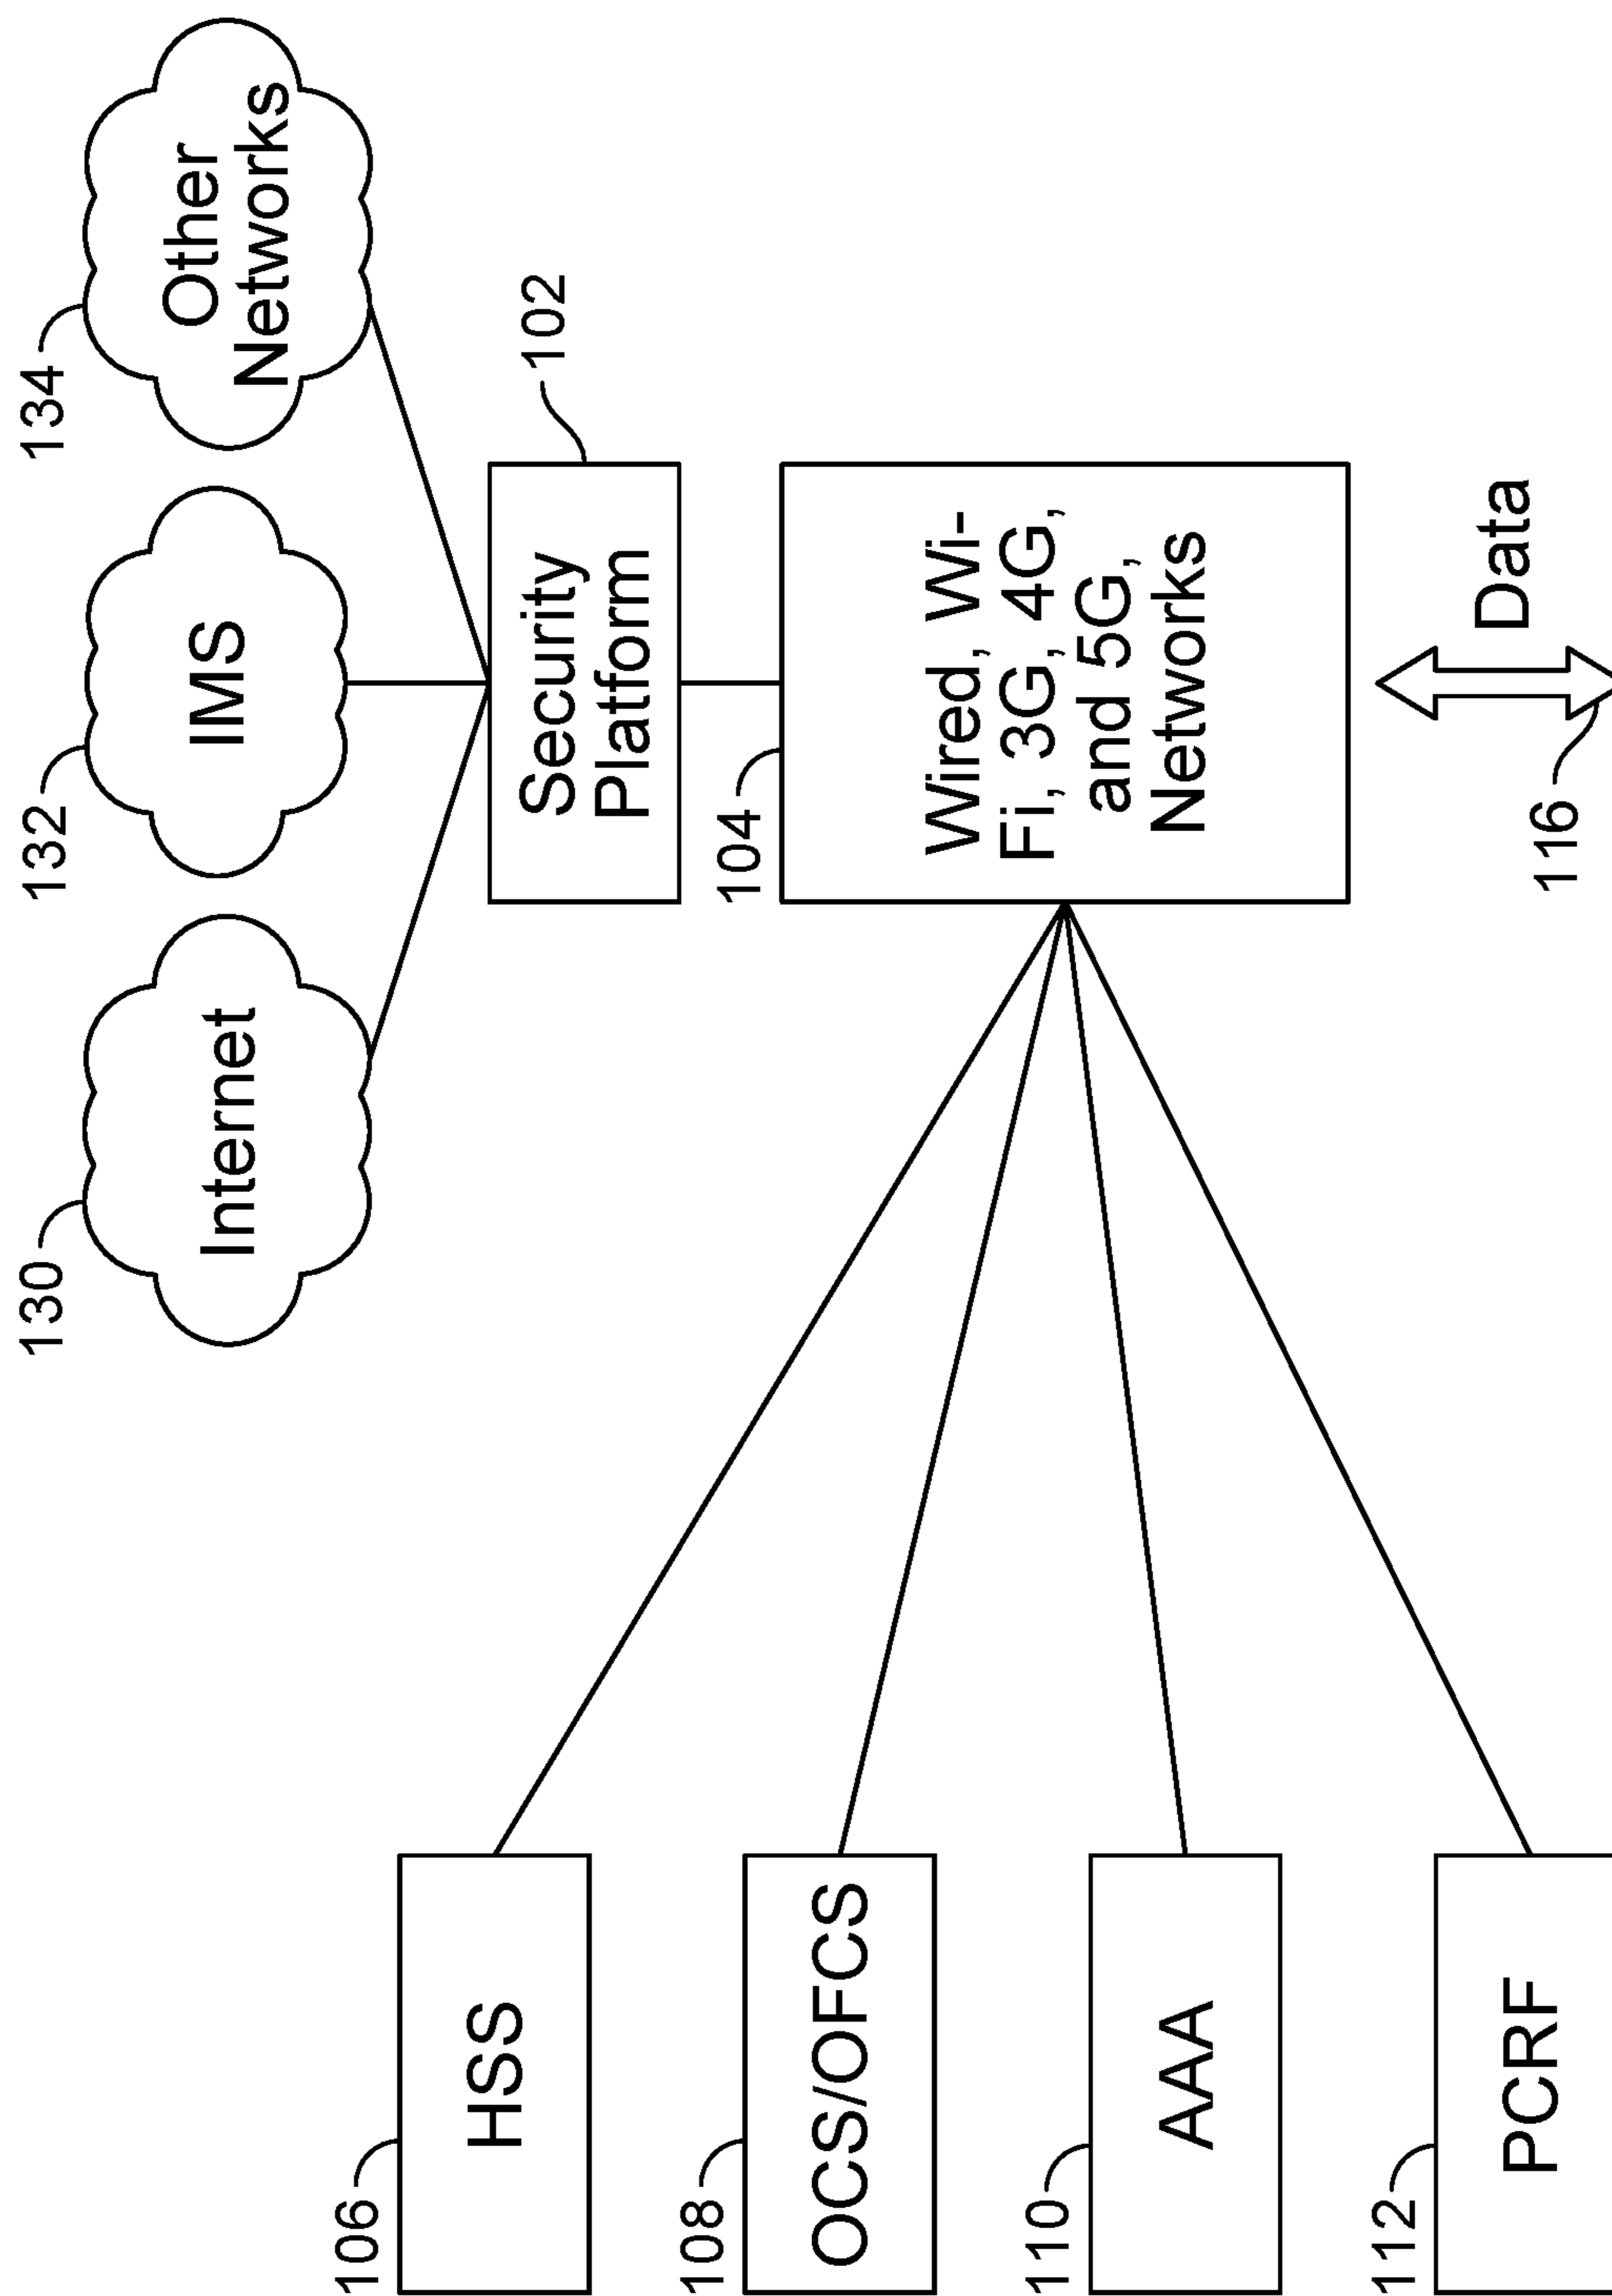 130
Internet
132
IMS
134
Other
Networks
102
Security
Platform
106
HSS
108
OCS/OFCS
104
Wired, Wi-
Fi, 3G, 4G,
and 5G,
Networks
110
AAA
112
PCRF
116
Data